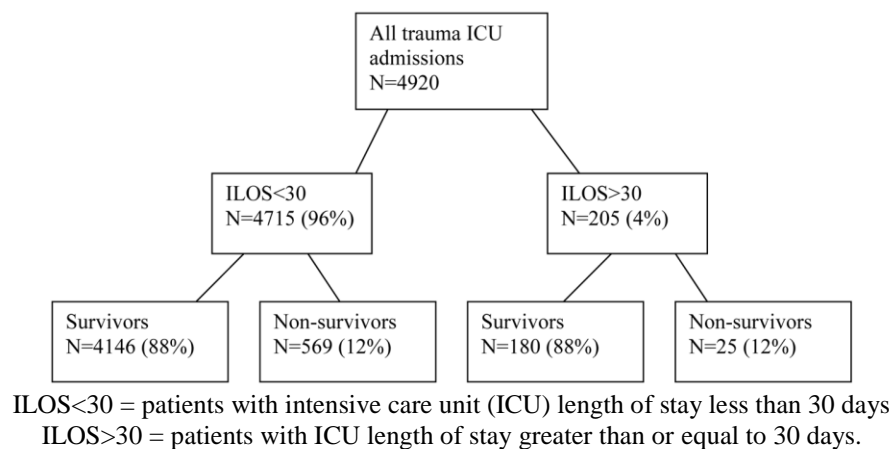 All trauma ICU
admissions
N=4920
ILOS<30
N=4715 (96%)
ILOS>30
N=205 (4%)
Survivors
N=4146 (88%)
Non-survivors
N=569 (12%)
Survivors
N=180 (88%)
Non-survivors
N=25 (12%)
ILOS<30 = patients with intensive care unit (ICU) length of stay less than 30 days
ILOS>30 = patients with ICU length of stay greater than or equal to 30 days.